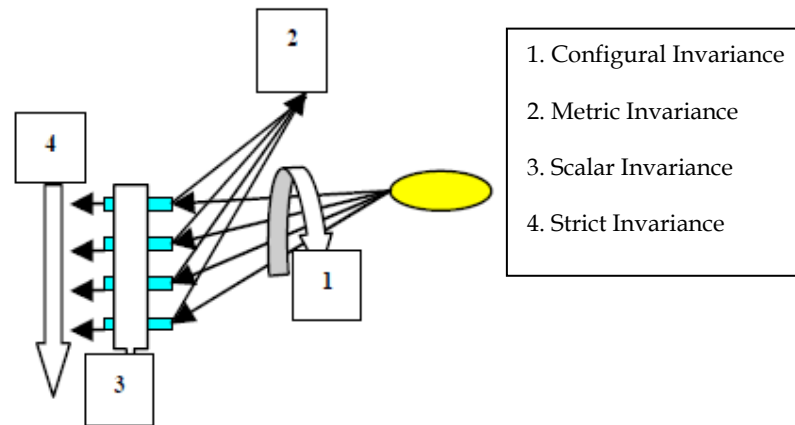 2
4
1
3
1. Configural Invariance
2. Metric Invariance
3. Scalar Invariance
4. Strict Invariance